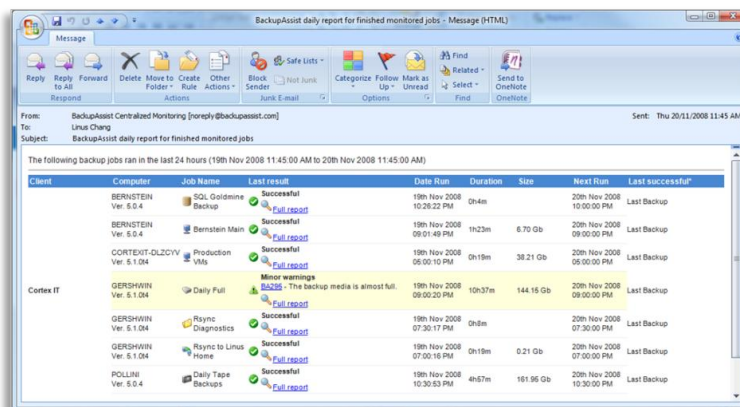 BackupAssist daily report for finished monitored jobs - Message (HTML)
Message
Reply
Reply to All
Forward
Respond
Delete
Move to Folder
Create Rule
Other Actions
Actions
Block Sender
Safe Lists
Not Junk
Junk E-mail
Categorize
Follow Up
Mark as Unread
Options
Find
Related
Select
Find
Send to OneNote
OneNote
From: BackupAssist Centralized Monitoring [noreply@backupassist.com] Sent: Thu 20/11/2008 11:45 AM
To: Linus Chang
Subject: BackupAssist daily report for finished monitored jobs
The following backup jobs ran in the last 24 hours (19th Nov 2008 11:45:00 AM to 20th Nov 2008 11:45:00 AM)
Client Computer Job Name Last result Date Run Duration Size Next Run Last successful*
Cortex IT
BERNSTEIN SQL Goldmine Successful 19th Nov 2008 0h4m 20th Nov 2008 Last Backup
Ver. 5.0.4 Backup Full report 10:26:22 PM 10:00:00 PM
BERNSTEIN Bernstein Main Successful 19th Nov 2008 1h23m 6.70 Gb 20th Nov 2008 Last Backup
Ver. 5.0.4 Full report 09:01:49 PM 09:00:00 PM
CORTEXIT-DLZCYV Production Successful 19th Nov 2008 0h19m 38.21 Gb 20th Nov 2008 Last Backup
Ver. 5.1.0t4 VMs Full report 05:00:10 PM 05:00:00 PM
Minor warnings
GERSHWIN Daily Full BA295 - The backup media is almost full. 19th Nov 2008 10h37m 144.15 Gb 20th Nov 2008 Last Backup
Ver. 5.1.0t4 Full report 09:00:20 PM 09:00:00 PM
GERSHWIN Rsync Successful 19th Nov 2008 0h8m 20th Nov 2008 Last Backup
Ver. 5.1.0t4 Diagnostics Full report 07:30:17 PM 07:30:00 PM
GERSHWIN Rsync to Linus Successful 19th Nov 2008 0h19m 0.21 Gb 20th Nov 2008 Last Backup
Ver. 5.1.0t4 Home Full report 07:00:16 PM 07:00:00 PM
POLLINI Daily Tape Successful 19th Nov 2008 4h57m 161.95 Gb 20th Nov 2008 Last Backup
Ver. 5.0.4 Backups Full report 10:30:53 PM 10:30:00 PM